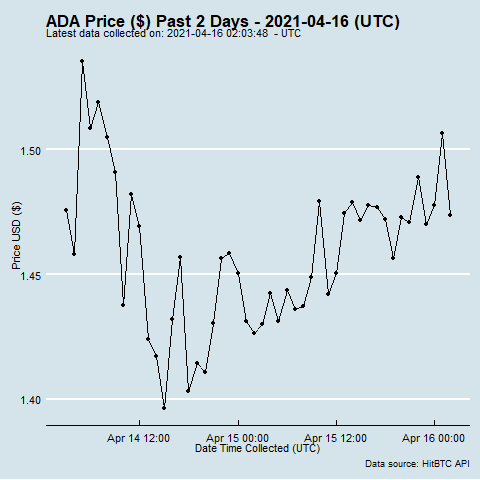 ADA Price ($) Past 2 Days - 2021-04-16 (UTC)
Latest data collected on: 2021-04-16 02:03:48 - UTC
Price USD ($)
1.50
1.45
1.40
Apr 14 12:00
Apr 15 00:00
Apr 15 12:00
Apr 16 00:00
Date Time Collected (UTC)
Data source: HitBTC API